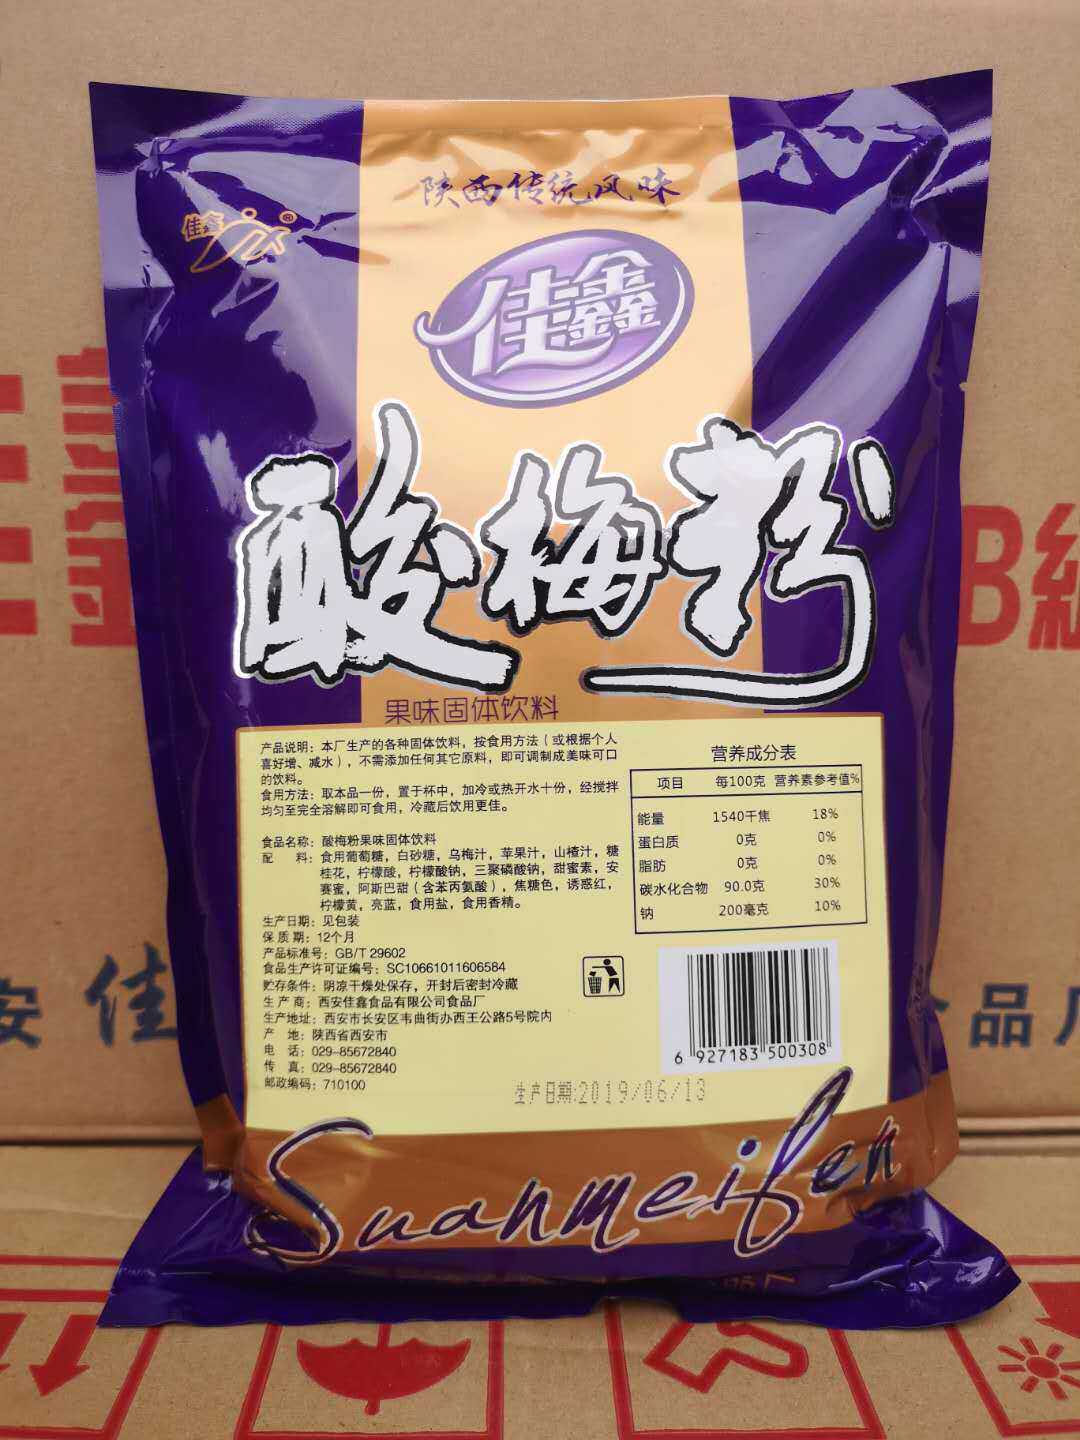 陕西传统风味
佳鑫
JX®
佳鑫
酸梅粉
果味固体饮料
产品说明：本厂生产的各种固体饮料，按食用方法（或根据个人
喜好增、减水），不需添加任何其它原料，即可调制成美味可口
的饮料。
食用方法：取本品一份，置于杯中，加冷或热开水十份，经搅拌
均匀至完全溶解即可食用，冷藏后饮用更佳。
食品名称：酸梅粉果味固体饮料
配 料：食用葡萄糖，白砂糖，乌梅汁，苹果汁，山楂汁，糖
桂花，柠檬酸，柠檬酸钠，三聚磷酸钠，甜蜜素，安
赛蜜，阿斯巴甜（含苯丙氨酸），焦糖色，诱惑红，
柠檬黄，亮蓝，食用盐，食用香精。
生产日期：见包装
保质期：12个月
产品标准号：GB/T 29602
食品生产许可证编号：SC10661011606584
贮存条件：阴凉干燥处保存，开封后密封冷藏
生产商：西安佳鑫食品有限公司食品厂
生产地址：西安市长安区韦曲街办西王公路5号院内
产 地：陕西省西安市
电 话：029-85672840
传 真：029-85672840
邮政编码：710100
营养成分表
项目 每100克 营养素参考值%
能量 1540千焦 18%
蛋白质 0克 0%
脂肪 0克 0%
碳水化合物 90.0克 30%
钠 200毫克 10%
6 927183 500308
生产日期:2019/06/13
Suanmeifen
B级
安 佳
品